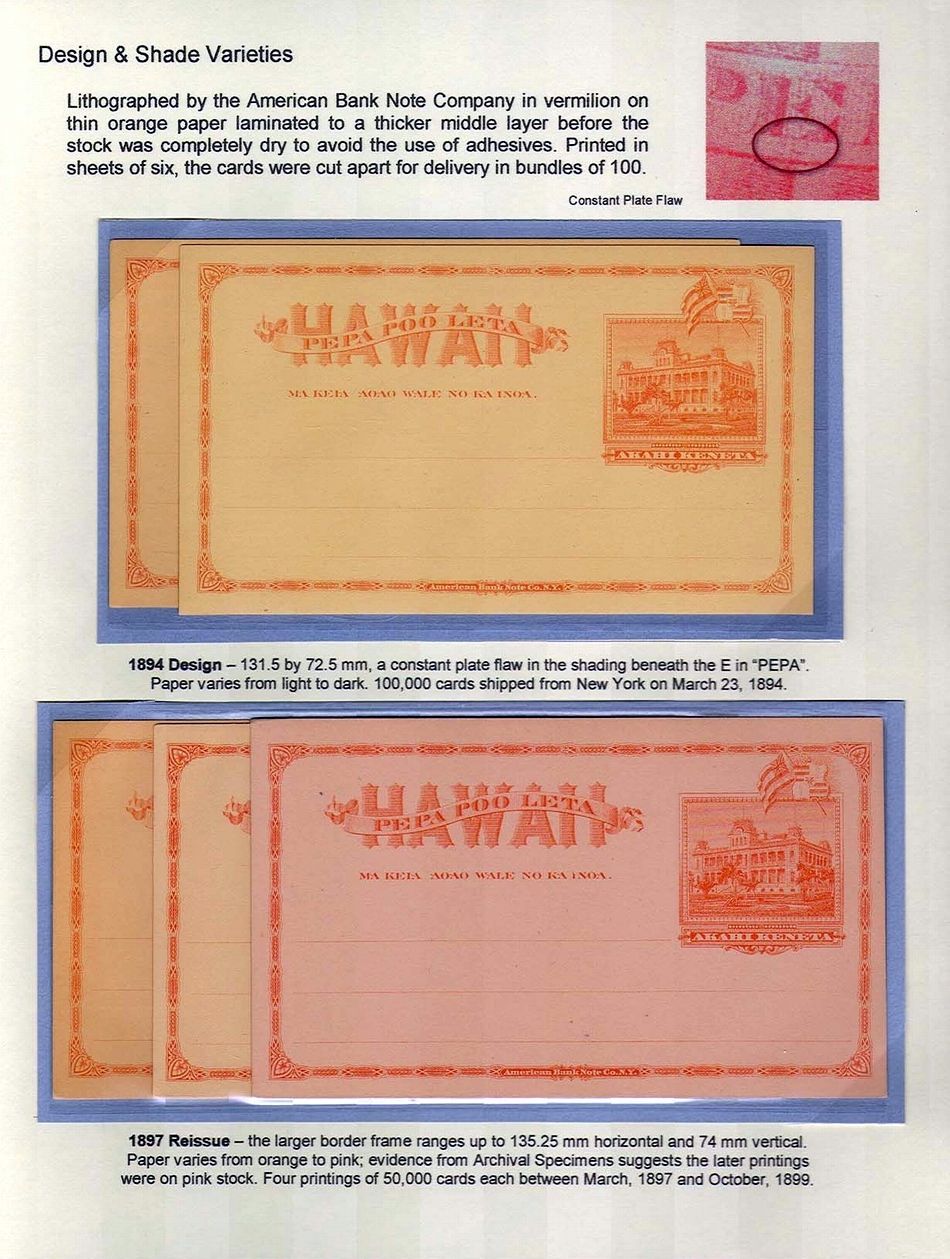 Design & Shade Varieties
Lithographed by the American Bank Note Company in vermilion on
thin orange paper laminated to a thicker middle layer before the
stock was completely dry to avoid the use of adhesives. Printed in
sheets of six, the cards were cut apart for delivery in bundles of 100.
Constant Plate Flaw
HAWAII
PEPA POO LETA
MA KEIA AOAO WALE NO KA INOA.
AKAHI KENETA
American Bank Note Co. N.Y.
1894 Design – 131.5 by 72.5 mm, a constant plate flaw in the shading beneath the E in “PEPA”.
Paper varies from light to dark. 100,000 cards shipped from New York on March 23, 1894.
HAWAII
PEPA POO LETA
MA KEIA AOAO WALE NO KA INOA.
AKAHI KENETA
American Bank Note Co. N.Y.
1897 Reissue – the larger border frame ranges up to 135.25 mm horizontal and 74 mm vertical.
Paper varies from orange to pink; evidence from Archival Specimens suggests the later printings
were on pink stock. Four printings of 50,000 cards each between March, 1897 and October, 1899.